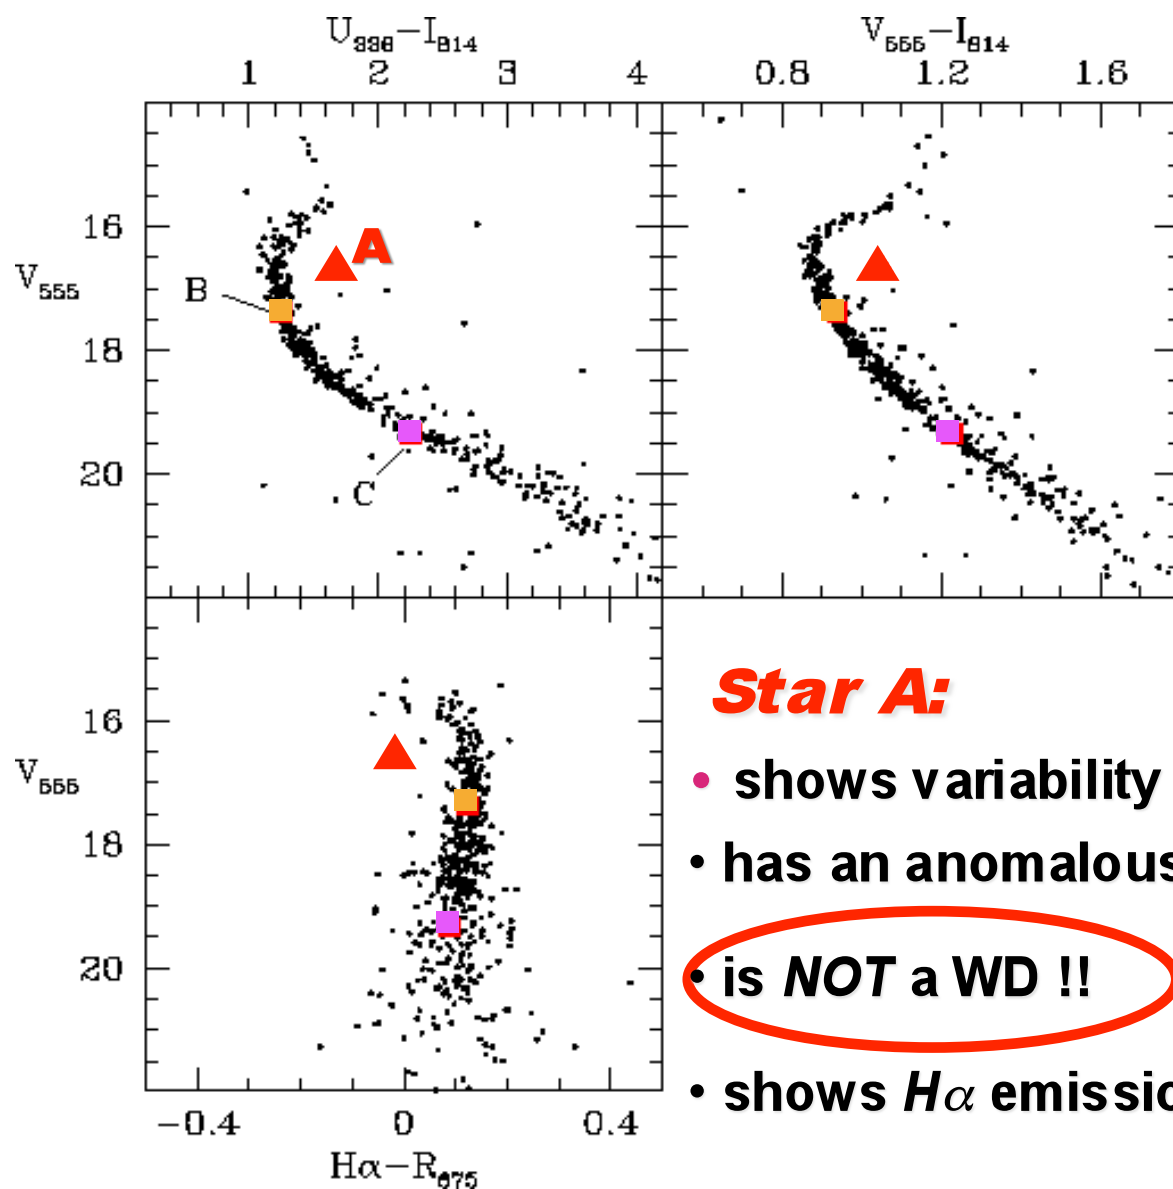 U₃₃₆−I₈₁₄ V₅₅₅−I₈₁₄
1 2 3 4 0.8 1.2 1.6
16
A
V₅₅₅
B
18
20
C
16
V₅₅₅
18
20
−0.4 0 0.4
Hα−R₆₇₅
Star A:
• shows variability
• has an anomalous
• is NOT a WD !!
• shows Hα emissio